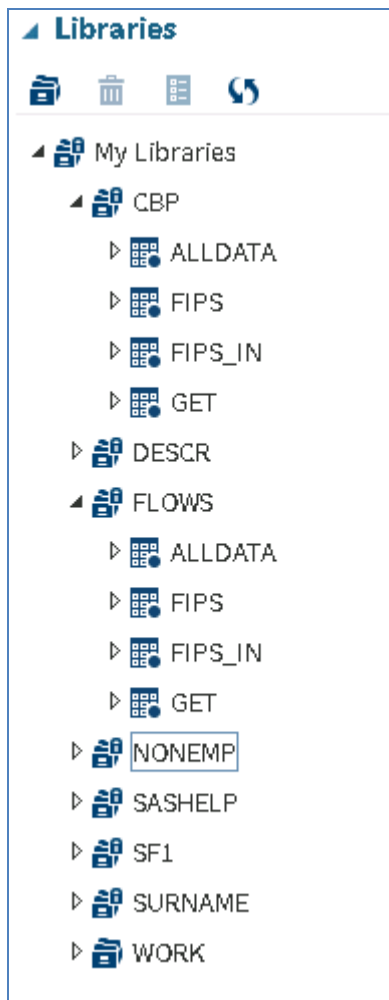 Libraries
My Libraries
CBP
ALLDATA
FIPS
FIPS_IN
GET
DESCR
FLOWS
ALLDATA
FIPS
FIPS_IN
GET
NONEMP
SASHELP
SF1
SURNAME
WORK